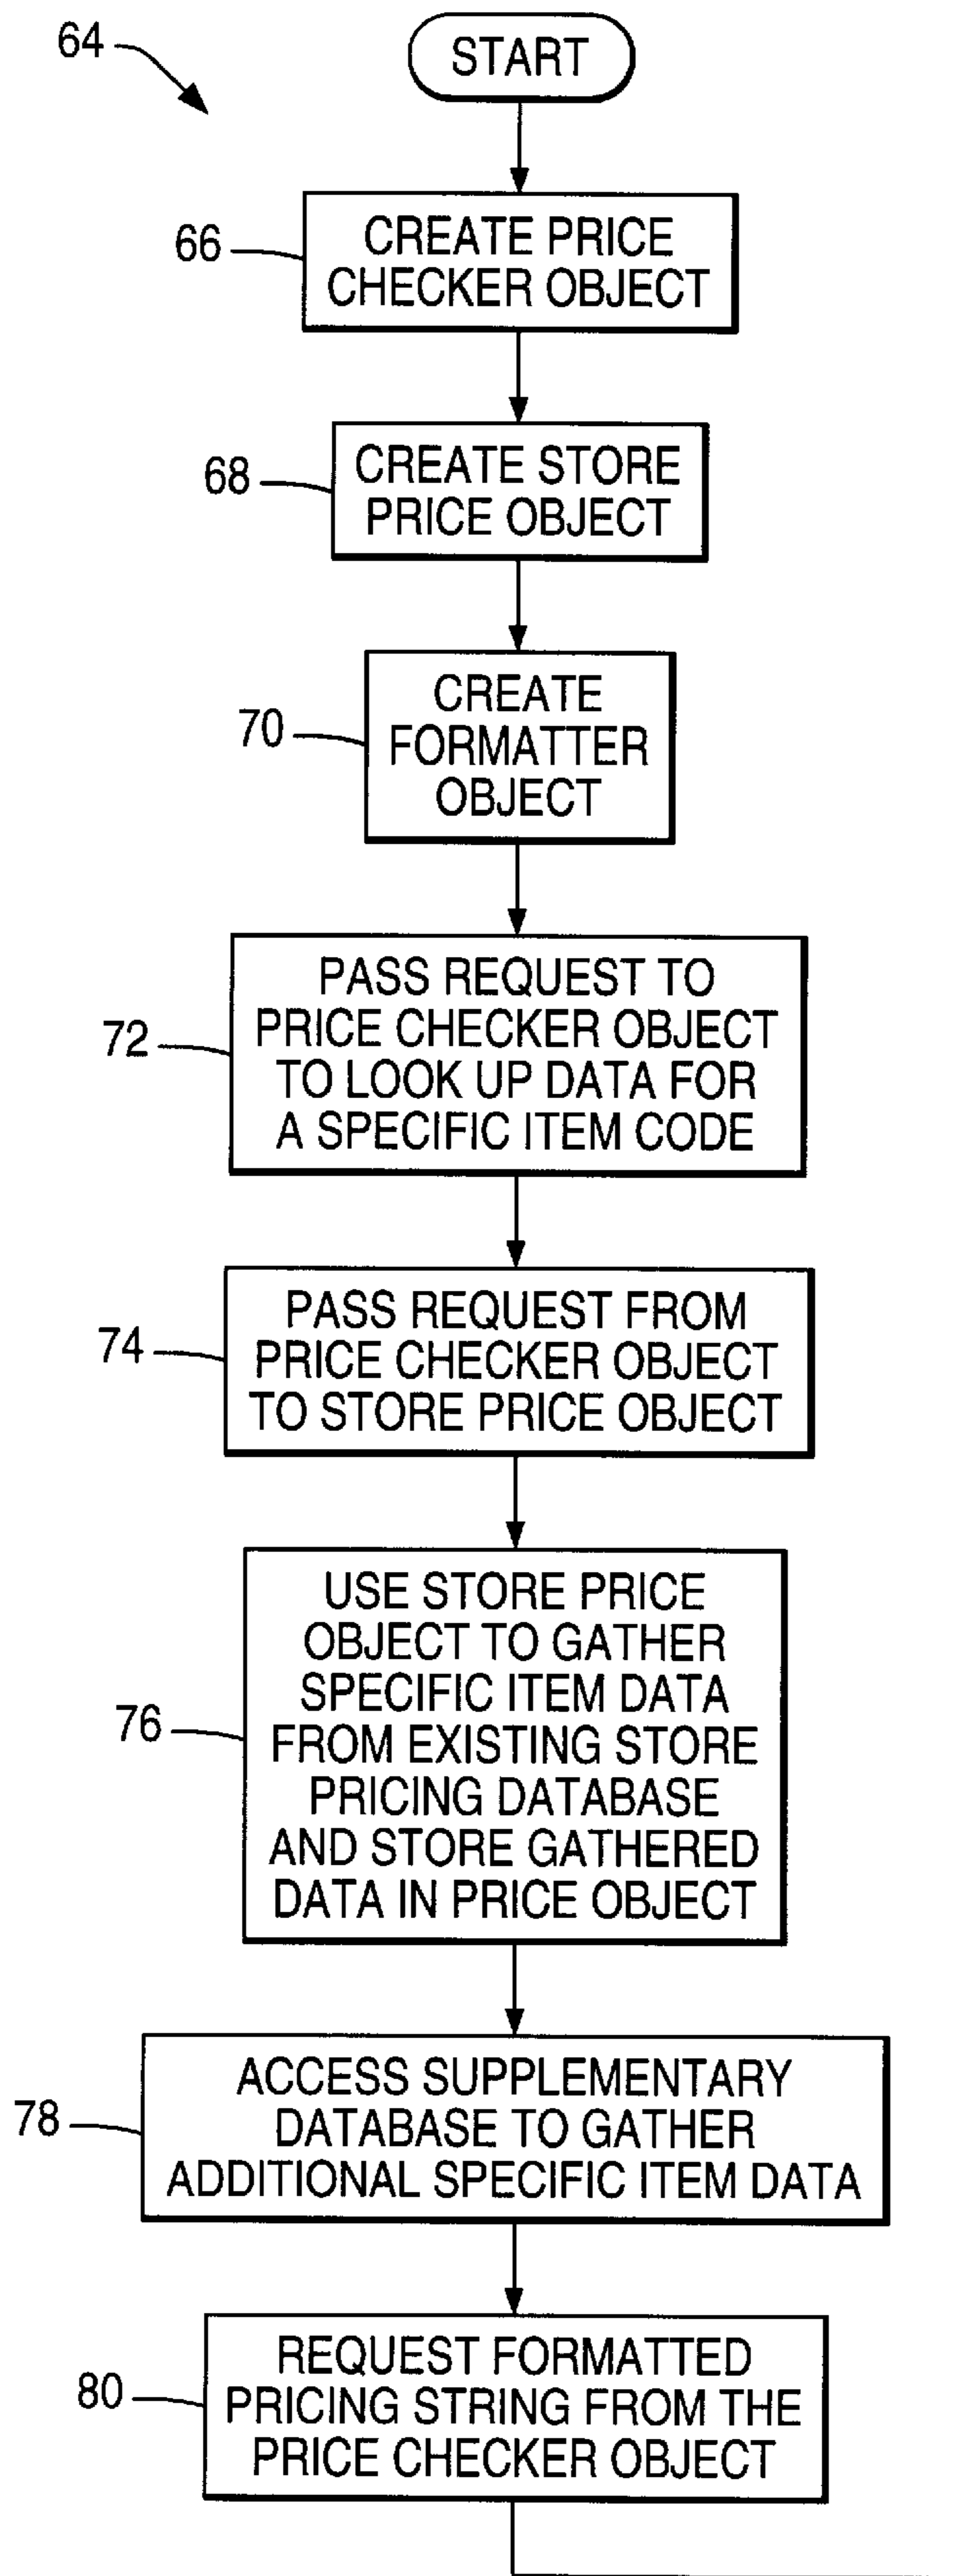 64
START
66
CREATE PRICE
CHECKER OBJECT
68
CREATE STORE
PRICE OBJECT
70
CREATE
FORMATTER
OBJECT
72
PASS REQUEST TO
PRICE CHECKER OBJECT
TO LOOK UP DATA FOR
A SPECIFIC ITEM CODE
74
PASS REQUEST FROM
PRICE CHECKER OBJECT
TO STORE PRICE OBJECT
76
USE STORE PRICE
OBJECT TO GATHER
SPECIFIC ITEM DATA
FROM EXISTING STORE
PRICING DATABASE
AND STORE GATHERED
DATA IN PRICE OBJECT
78
ACCESS SUPPLEMENTARY
DATABASE TO GATHER
ADDITIONAL SPECIFIC ITEM DATA
80
REQUEST FORMATTED
PRICING STRING FROM THE
PRICE CHECKER OBJECT